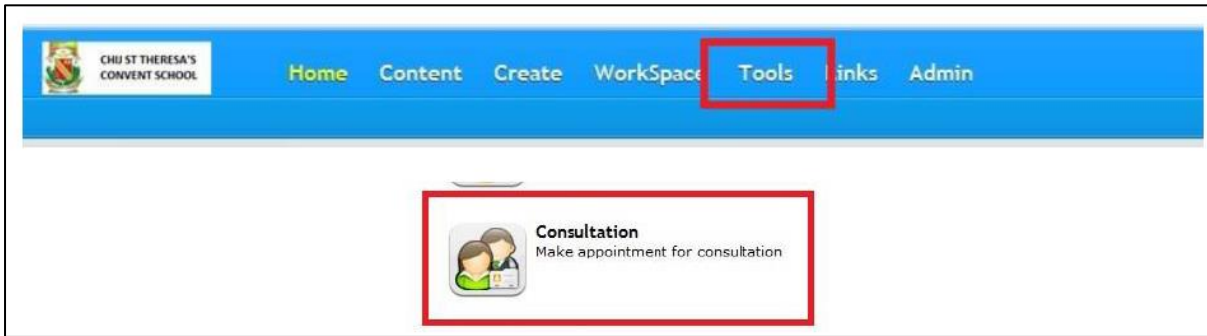 CHIJ ST THERESA'S
CONVENT SCHOOL
Home Content Create WorkSpace Tools Links Admin
Consultation
Make appointment for consultation